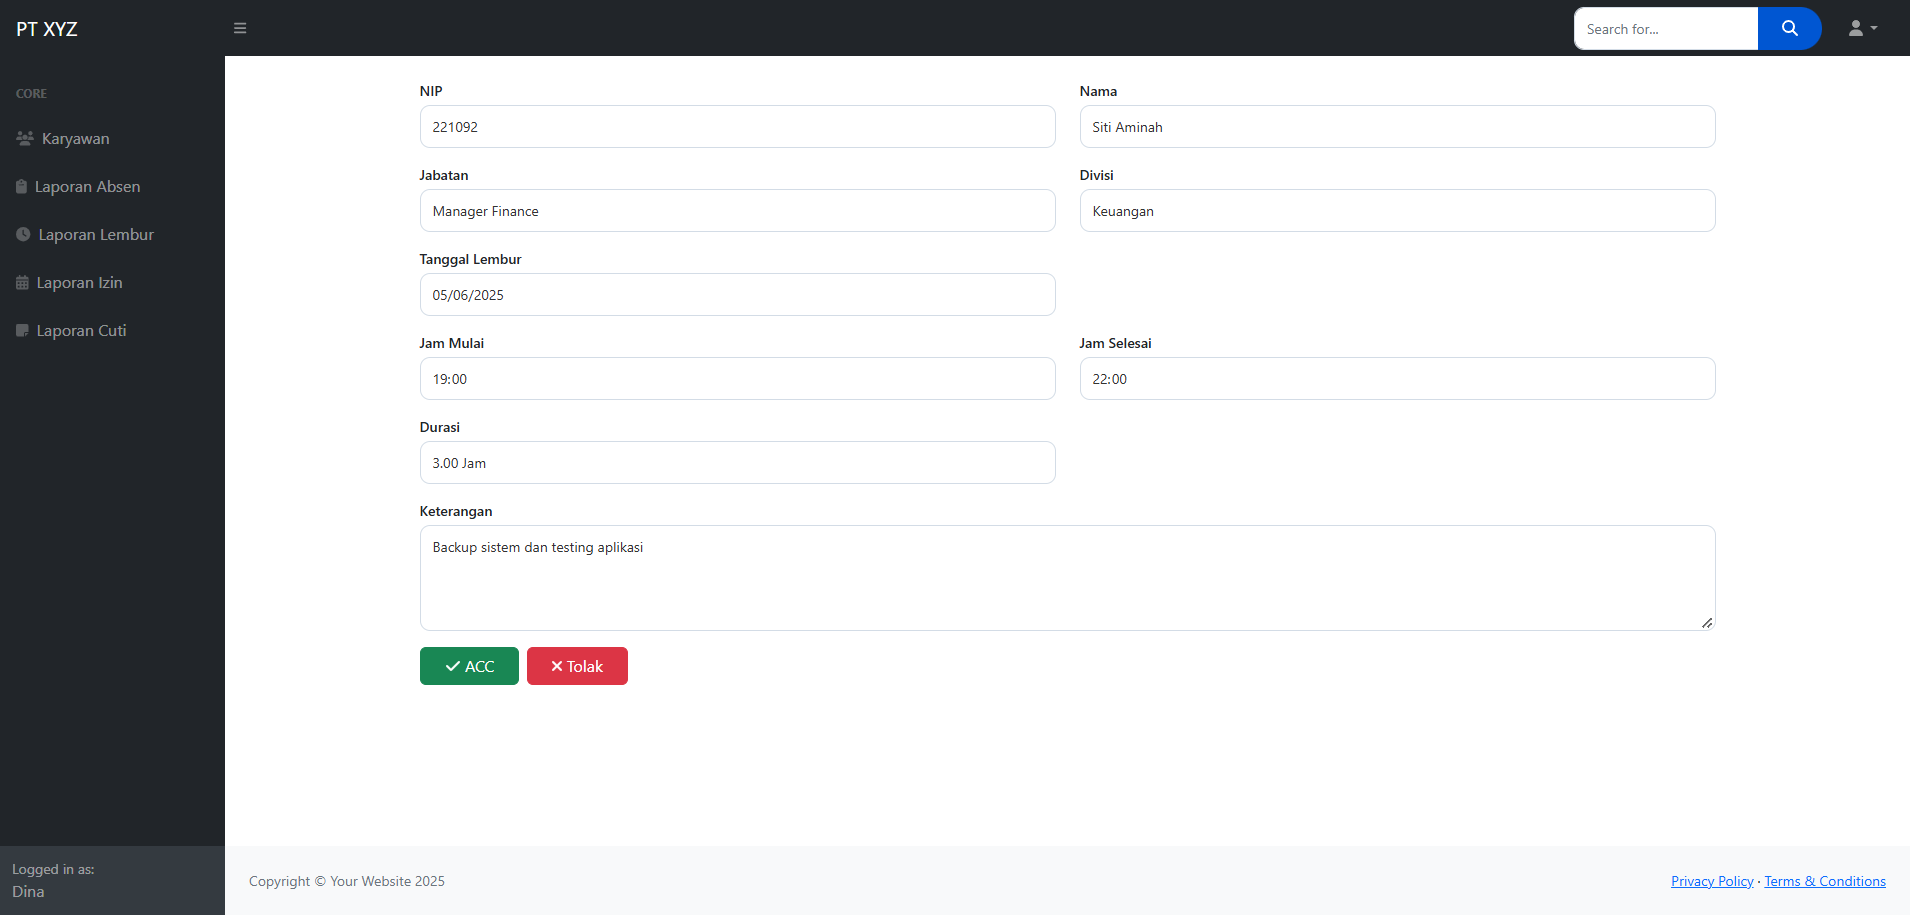 PT XYZ
Search for...
CORE
Karyawan
Laporan Absen
Laporan Lembur
Laporan Izin
Laporan Cuti
Logged in as:
Dina
NIP
221092
Nama
Siti Aminah
Jabatan
Manager Finance
Divisi
Keuangan
Tanggal Lembur
05/06/2025
Jam Mulai
19:00
Jam Selesai
22:00
Durasi
3.00 Jam
Keterangan
Backup sistem dan testing aplikasi
ACC
Tolak
Copyright © Your Website 2025
Privacy Policy · Terms & Conditions